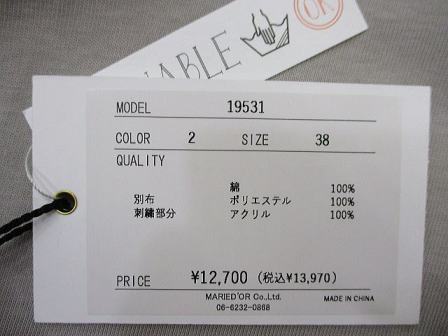 OK
ABLE
MODEL 19531
COLOR 2 SIZE 38
QUALITY
綿 100%
別布 ポリエステル 100%
刺繍部分 アクリル 100%
PRICE ¥12,700 (税込¥13,970)
MARIED'OR Co.,Ltd. MADE IN CHINA
06-6232-0868